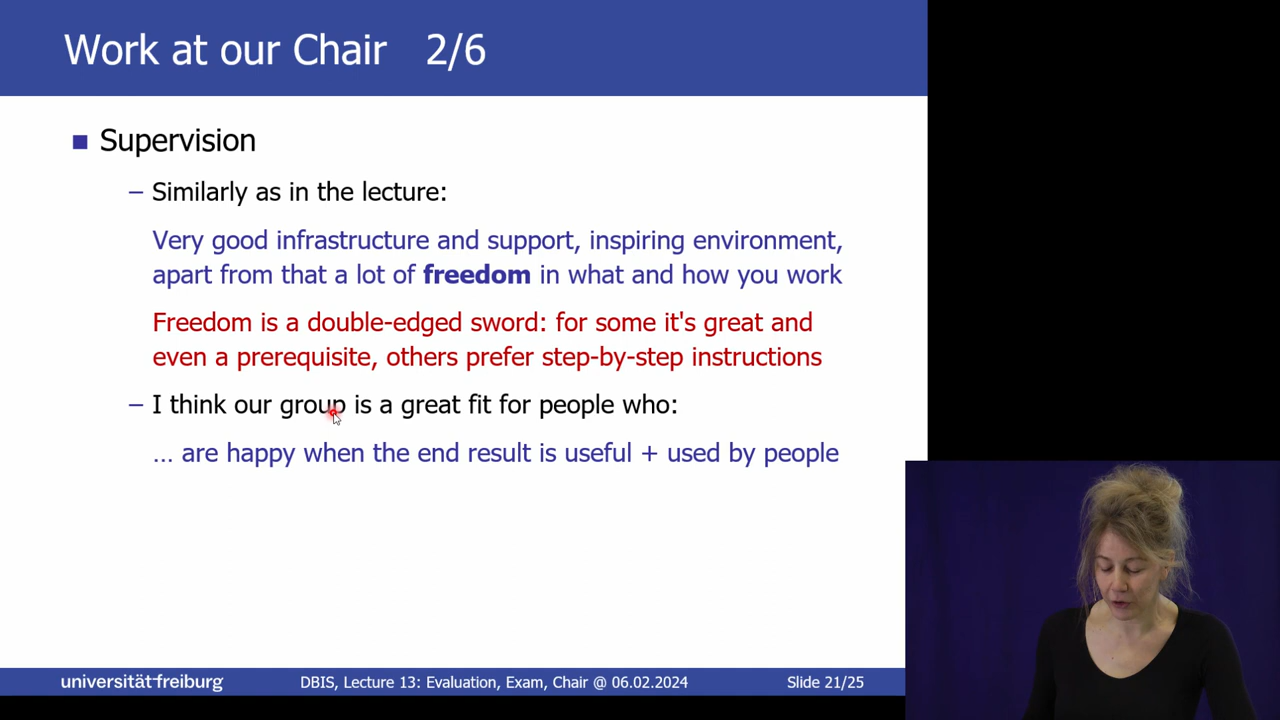 Work at our Chair 2/6
Supervision
– Similarly as in the lecture:
Very good infrastructure and support, inspiring environment,
apart from that a lot of freedom in what and how you work
Freedom is a double-edged sword: for some it's great and
even a prerequisite, others prefer step-by-step instructions
– I think our group is a great fit for people who:
... are happy when the end result is useful + used by people
universität freiburg
DBIS, Lecture 13: Evaluation, Exam, Chair @ 06.02.2024
Slide 21/25